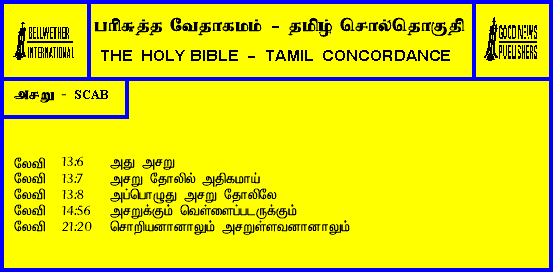 BELLWETHER
INTERNATIONAL
பரிசுத்த வேதாகமம் - தமிழ் சொல்தொகுதி
THE HOLY BIBLE - TAMIL CONCORDANCE
GOOD NEWS
PUBLISHERS
அசறு - SCAB
லேவி 13:6 அது அசறு
லேவி 13:7 அசறு தோலில் அதிகமாய்
லேவி 13:8 அப்பொழுது அசறு தோலிலே
லேவி 14:56 அசறுக்கும் வெள்ளைப்படருக்கும்
லேவி 21:20 சொறியனானாலும் அசறுள்ளவனானாலும்